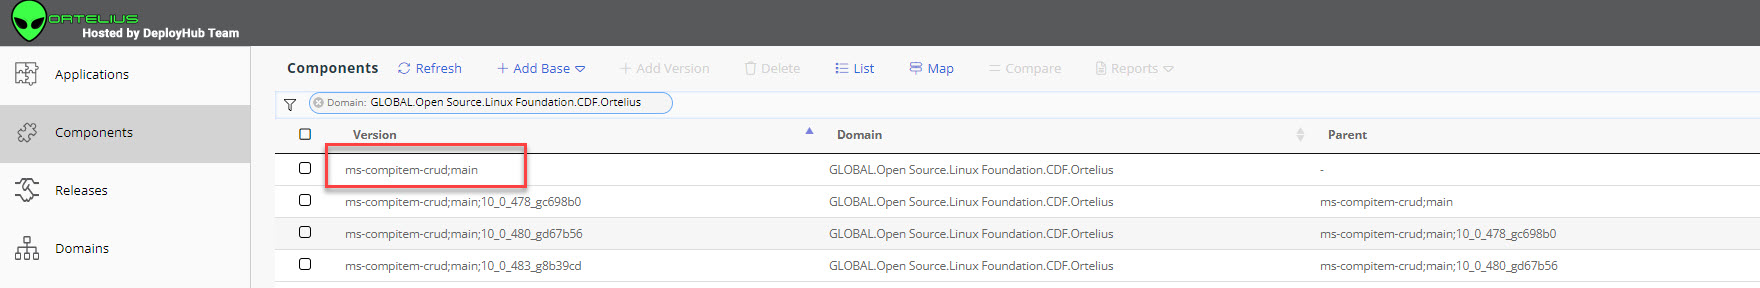 ORTELIUS
Hosted by DeployHub Team
Applications
Components
Releases
Domains
Components Refresh Add Base Add Version Delete List Map Compare Reports
Domain: GLOBAL.Open Source.Linux Foundation.CDF.Ortelius
Version Domain Parent
ms-compitem-crud;main GLOBAL.Open Source.Linux Foundation.CDF.Ortelius -
ms-compitem-crud;main;10_0_478_gc698b0 GLOBAL.Open Source.Linux Foundation.CDF.Ortelius ms-compitem-crud;main
ms-compitem-crud;main;10_0_480_gd67b56 GLOBAL.Open Source.Linux Foundation.CDF.Ortelius ms-compitem-crud;main;10_0_478_gc698b0
ms-compitem-crud;main;10_0_483_g8b39cd GLOBAL.Open Source.Linux Foundation.CDF.Ortelius ms-compitem-crud;main;10_0_480_gd67b56